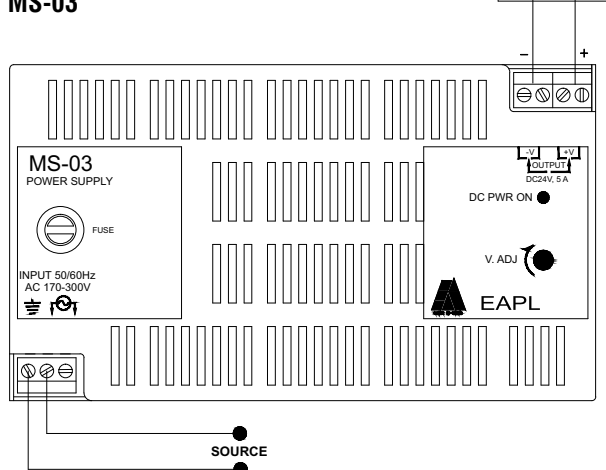 MS-03
- +
MS-03
POWER SUPPLY
FUSE
INPUT 50/60Hz
AC 170-300V
-V +V
OUTPUT
DC24V, 5 A
DC PWR ON
V. ADJ
EAPL
SOURCE